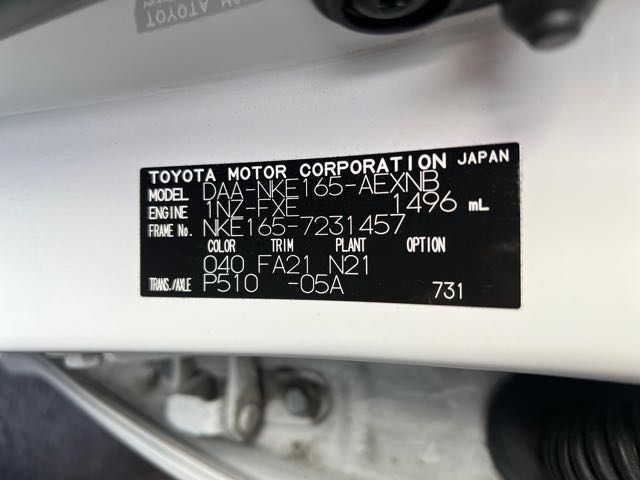 TOYOTA MOTOR CORPORATION JAPAN
MODEL DAA-NKE165-AEXNB
ENGINE 1NZ-FXE 1496 mL
FRAME No. NKE165-7231457
COLOR TRIM PLANT OPTION
040 FA21 N21
TRANS./AXLE P510 -05A 731